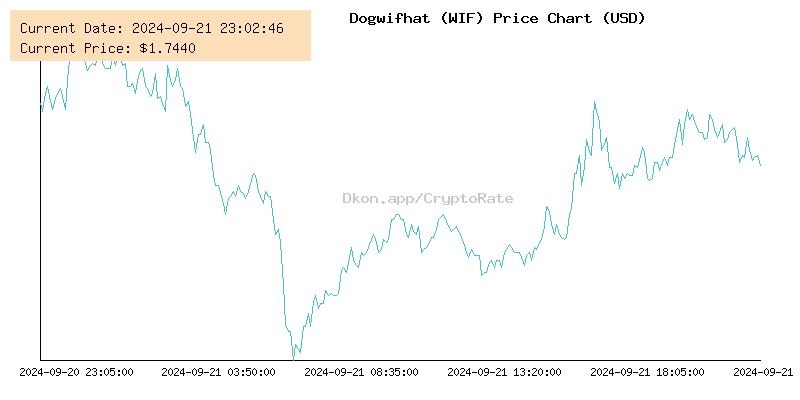 Dogwifhat (WIF) Price Chart (USD)
Current Date: 2024-09-21 23:02:46
Current Price: $1.7440
Dkon.app/CryptoRate
2024-09-20 23:05:00 2024-09-21 03:50:00 2024-09-21 08:35:00 2024-09-21 13:20:00 2024-09-21 18:05:00 2024-09-21